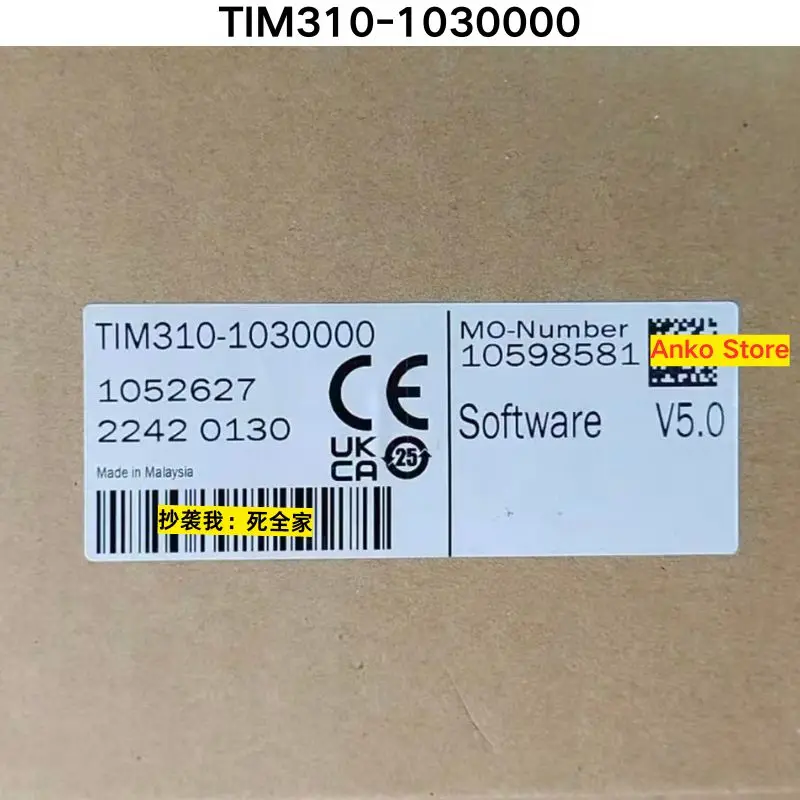 TIM310-1030000
TIM310-1030000
1052627
2242 0130
Made in Malaysia
抄袭我：死全家
CE
UK
CA
25
MO-Number
10598581
Anko Store
Software V5.0